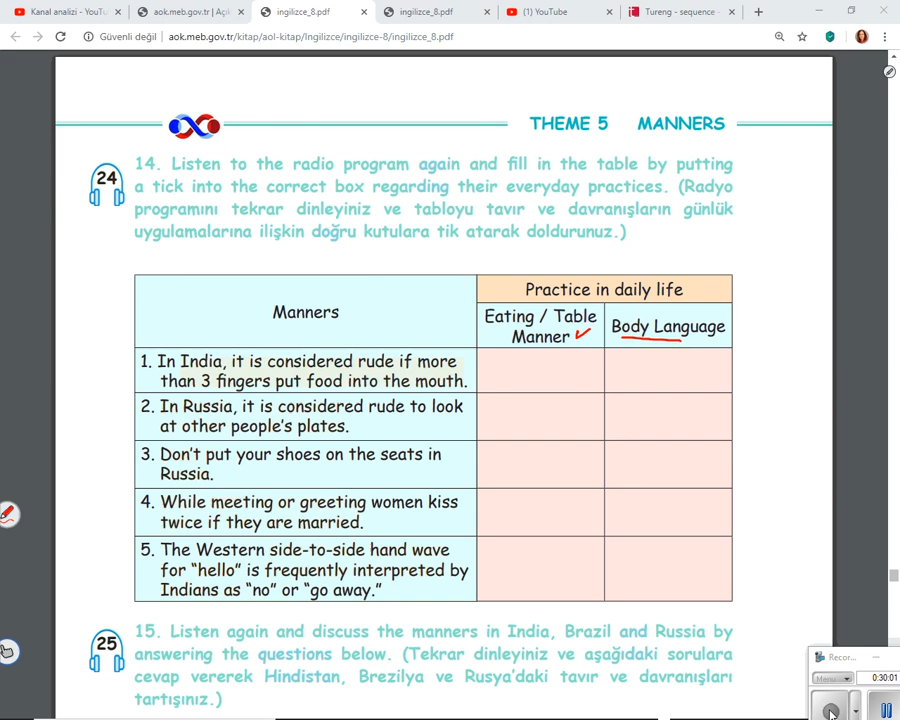 Kanal analizi - YouTu
aok.meb.gov.tr | Açı
ingilizce_8.pdf
ingilizce_8.pdf
(1) YouTube
Tureng - sequence -
Güvenli değil
aok.meb.gov.tr/kitap/aol-kitap/Ingilizce/ingilizce-8/ingilizce_8.pdf
THEME 5 MANNERS
24
14. Listen to the radio program again and fill in the table by putting
a tick into the correct box regarding their everyday practices. (Radyo
programını tekrar dinleyiniz ve tabloyu tavır ve davranışların günlük
uygulamalarına ilişkin doğru kutulara tik atarak doldurunuz.)
Manners
Practice in daily life
Eating / Table
Manner
Body Language
1. In India, it is considered rude if more
than 3 fingers put food into the mouth.
2. In Russia, it is considered rude to look
at other people's plates.
3. Don't put your shoes on the seats in
Russia.
4. While meeting or greeting women kiss
twice if they are married.
5. The Western side-to-side hand wave
for “hello” is frequently interpreted by
Indians as “no” or “go away.”
25
15. Listen again and discuss the manners in India, Brazil and Russia by
answering the questions below. (Tekrar dinleyiniz ve aşağıdaki sorulara
cevap vererek Hindistan, Brezilya ve Rusya’daki tavır ve davranışları
tartışınız.)
Recor...
Menu
0:30:01